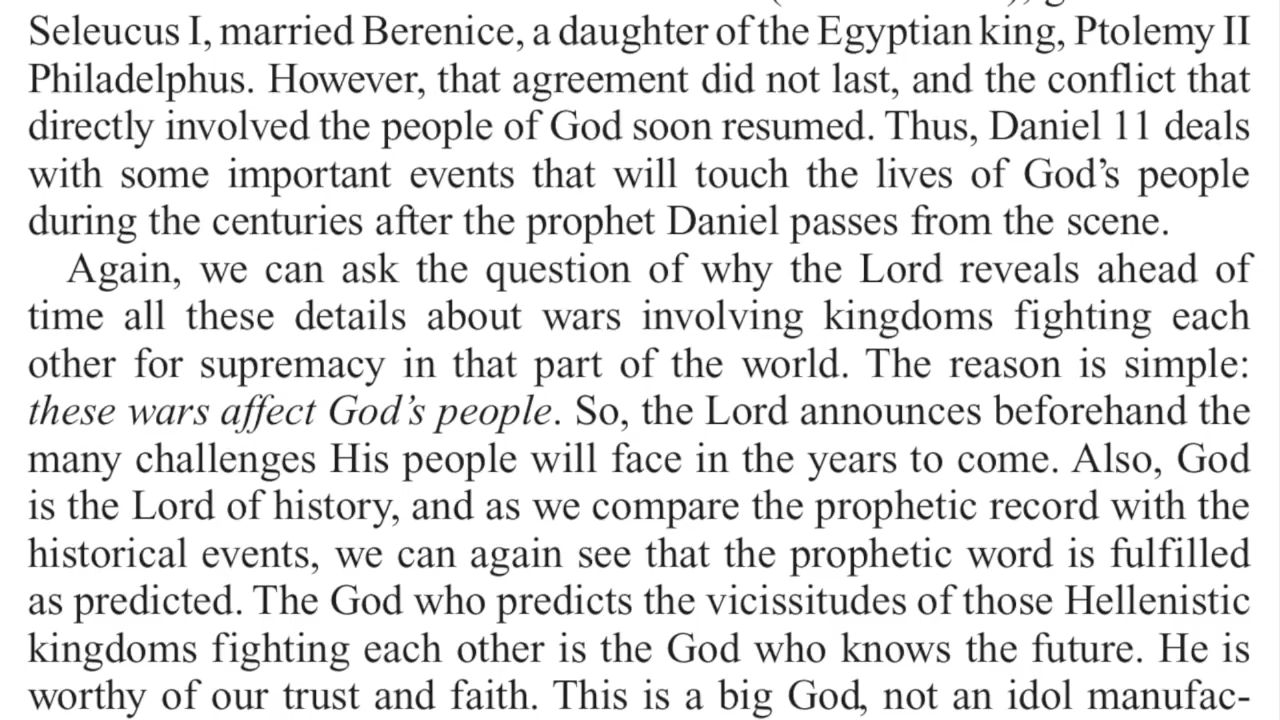 Seleucus I, married Berenice, a daughter of the Egyptian king, Ptolemy II
Philadelphus. However, that agreement did not last, and the conflict that
directly involved the people of God soon resumed. Thus, Daniel 11 deals
with some important events that will touch the lives of God’s people
during the centuries after the prophet Daniel passes from the scene.
Again, we can ask the question of why the Lord reveals ahead of
time all these details about wars involving kingdoms fighting each
other for supremacy in that part of the world. The reason is simple:
these wars affect God’s people. So, the Lord announces beforehand the
many challenges His people will face in the years to come. Also, God
is the Lord of history, and as we compare the prophetic record with the
historical events, we can again see that the prophetic word is fulfilled
as predicted. The God who predicts the vicissitudes of those Hellenistic
kingdoms fighting each other is the God who knows the future. He is
worthy of our trust and faith. This is a big God, not an idol manufac-